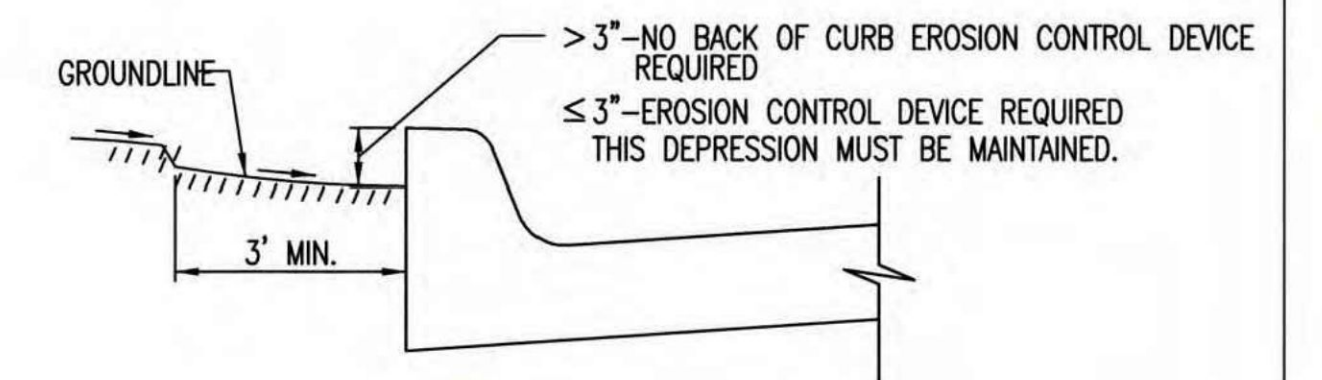 > 3"-NO BACK OF CURB EROSION CONTROL DEVICE
REQUIRED
GROUNDLINE
≤ 3"-EROSION CONTROL DEVICE REQUIRED
THIS DEPRESSION MUST BE MAINTAINED.
3' MIN.